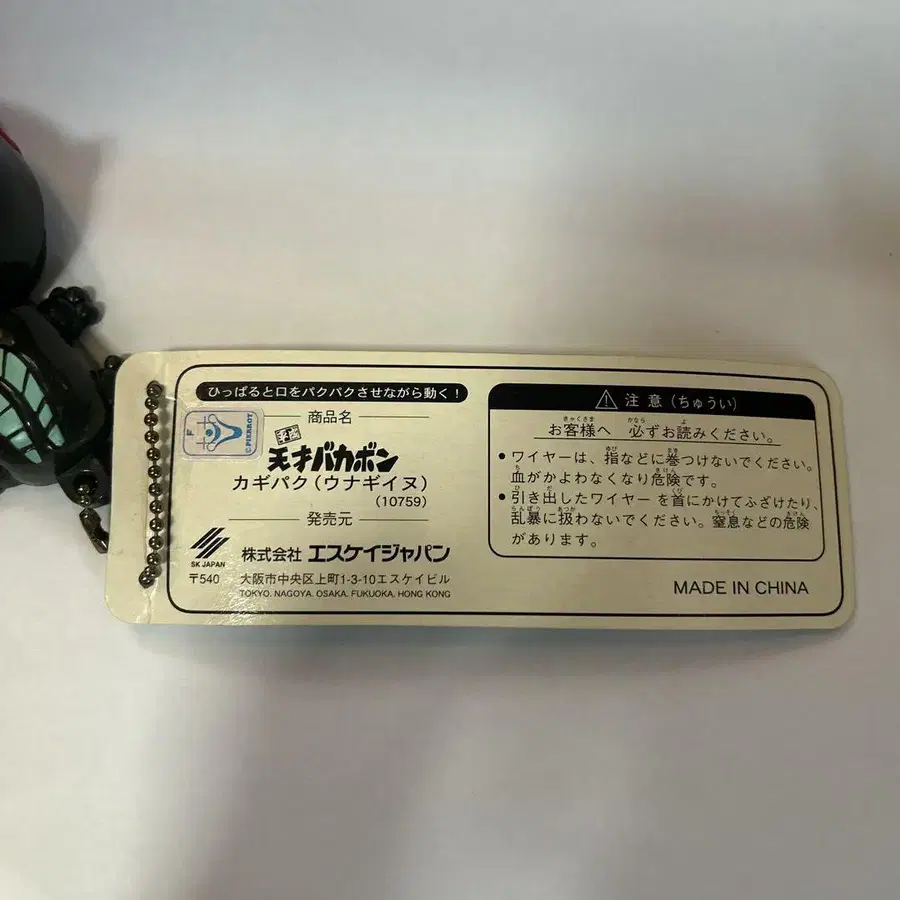 ひっぱると口をパクパクさせながら動く!
商品名
F
©PIERROT
平成
天才バカボン
カギパク(ウナギイヌ)
(10759)
発売元
SK JAPAN
株式会社 エスケイジャパン
〒540 大阪市中央区上町1-3-10エスケイビル
TOKYO. NAGOYA. OSAKA. FUKUOKA. HONG KONG
注意(ちゅうい)
お客様へ 必ずお読みください。
• ワイヤーは、指などに巻つけないでください。
血がかよわなくなり危険です。
• 引き出したワイヤーを首にかけてふざけたり、
乱暴に扱わないでください。窒息などの危険
があります。
MADE IN CHINA